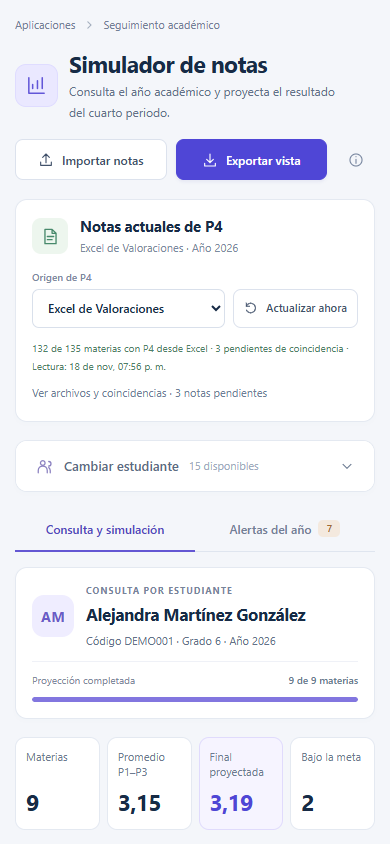 Aplicaciones > Seguimiento académico
Simulador de notas
Consulta el año académico y proyecta el resultado
del cuarto periodo.
Importar notas
Exportar vista
Notas actuales de P4
Excel de Valoraciones · Año 2026
Origen de P4
Excel de Valoraciones
Actualizar ahora
132 de 135 materias con P4 desde Excel · 3 pendientes de coincidencia ·
Lectura: 18 de nov, 07:56 p. m.
Ver archivos y coincidencias · 3 notas pendientes
Cambiar estudiante 15 disponibles
Consulta y simulación
Alertas del año 7
CONSULTA POR ESTUDIANTE
AM
Alejandra Martínez González
Código DEMO001 · Grado 6 · Año 2026
Proyección completada
9 de 9 materias
Materias
9
Promedio
P1–P3
3,15
Final
proyectada
3,19
Bajo la meta
2